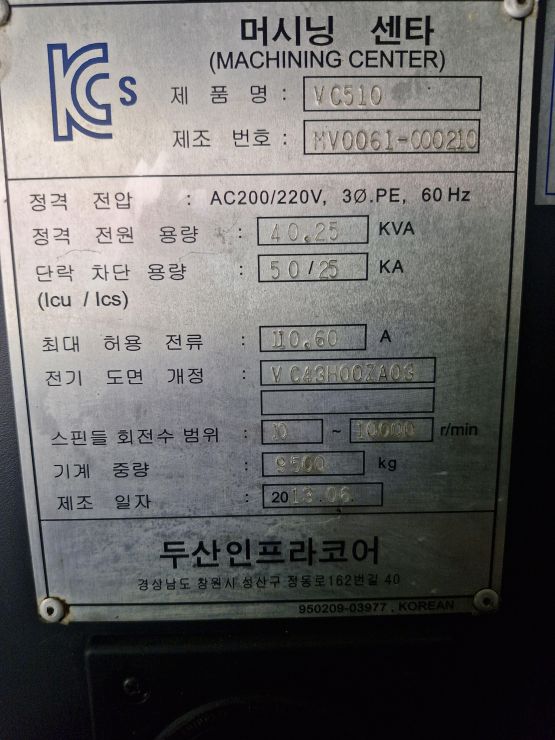 KCs
머시닝 센타
(MACHINING CENTER)
제 품 명 : VC510
제조 번호 : MV0061-000210
정격 전압 : AC200/220V, 3Ø.PE, 60 Hz
정격 전원 용량 : 40.25 KVA
단락 차단 용량 : 50/25 KA
(Icu / Ics)
최대 허용 전류 : 110.60 A
전기 도면 개정 : VC43H00ZA03
스핀들 회전수 범위 : ~ 10000 r/min
기계 중량 : 9500 kg
제조 일자 : 2013.06.
두산인프라코어
경상남도 창원시 성산구 정동로162번길 40
950209-03977 , KOREAN